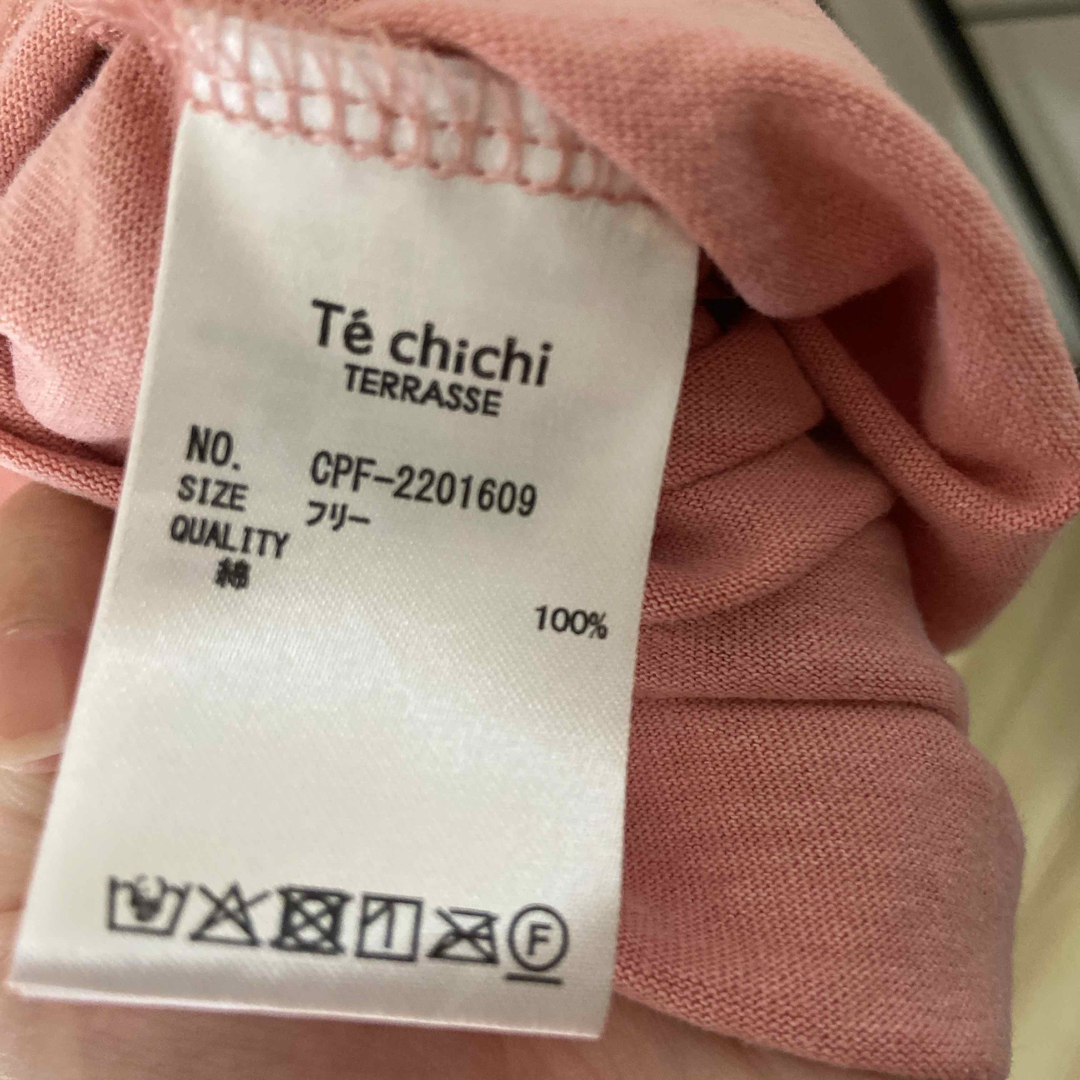 Té chichi
TERRASSE
NO. CPF-2201609
SIZE フリー
QUALITY
綿 100%
F